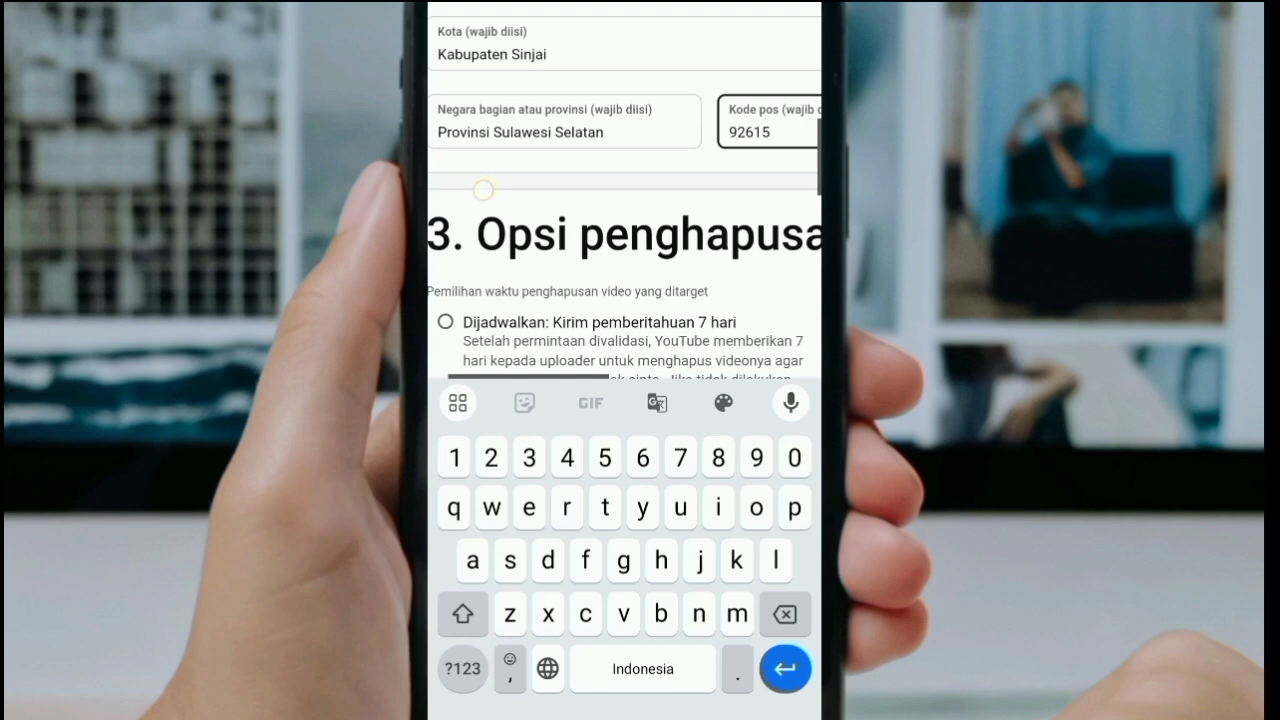 Kota (wajib diisi)
Kabupaten Sinjai
Negara bagian atau provinsi (wajib diisi)
Kode pos (wajib
Provinsi Sulawesi Selatan
92615
3. Opsi penghapusa
Pemilihan waktu penghapusan video yang ditarget
Dijadwalkan: Kirim pemberitahuan 7 hari
Setelah permintaan divalidasi, YouTube memberikan 7
hari kepada uploader untuk menghapus videonya agar
GIF
1 2 3 4 5 6 7 8 9 0
q w e r t y u i o p
a s d f g h j k l
z x c v b n m
?123 , Indonesia .